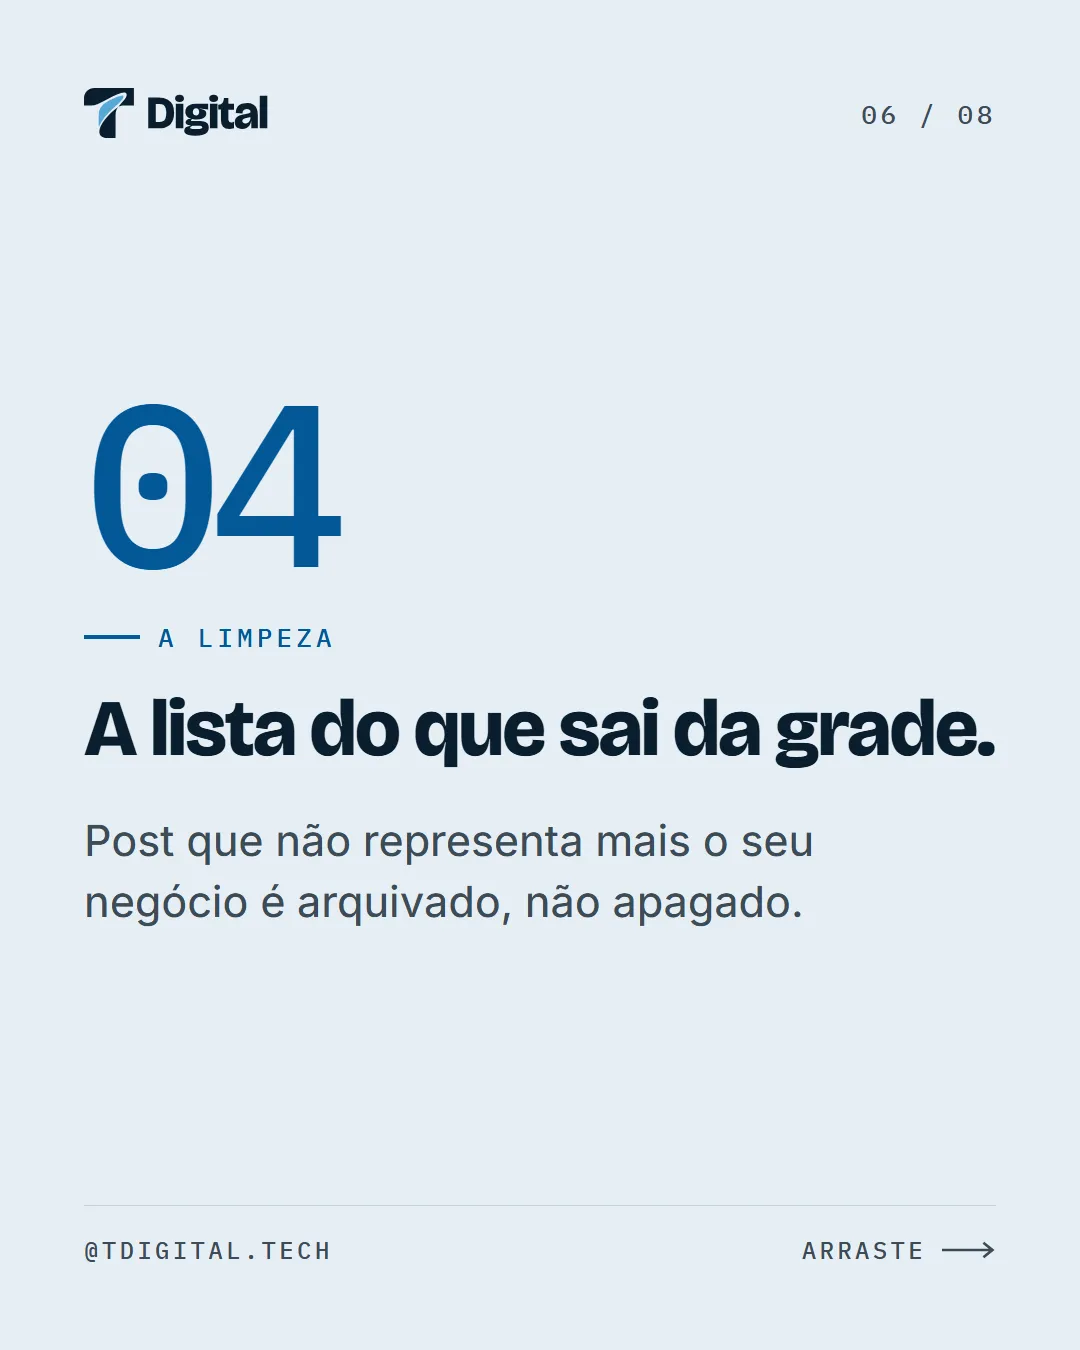 Digital
06 / 08
04
A LIMPEZA
A lista do que sai da grade.
Post que não representa mais o seu
negócio é arquivado, não apagado.
@TDIGITAL.TECH
ARRASTE